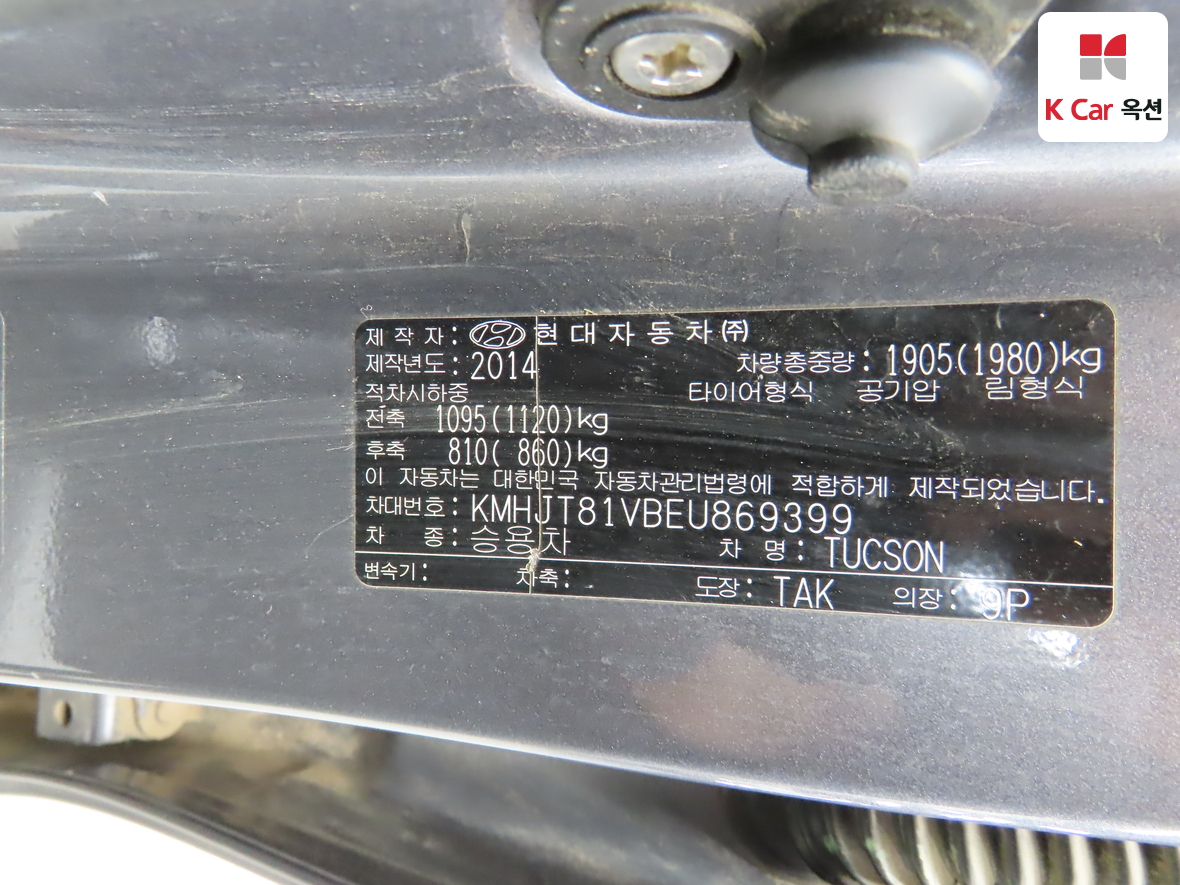 K Car 옥션
제 작 자 : 현 대 자 동 차 ㈜
제작년도 : 2014 차량총중량 : 1905(1980)kg
적차시하중 타이어형식 공기압 림형식
전축 1095(1120)kg
후축 810( 860)kg
이 자동차는 대한민국 자동차관리법령에 적합하게 제작되었습니다.
차대번호 : KMHJT81VBEU869399
차 종 : 승용차 차 명 : TUCSON
변속기 : 차축 : 도장 : TAK 의장 : 9P